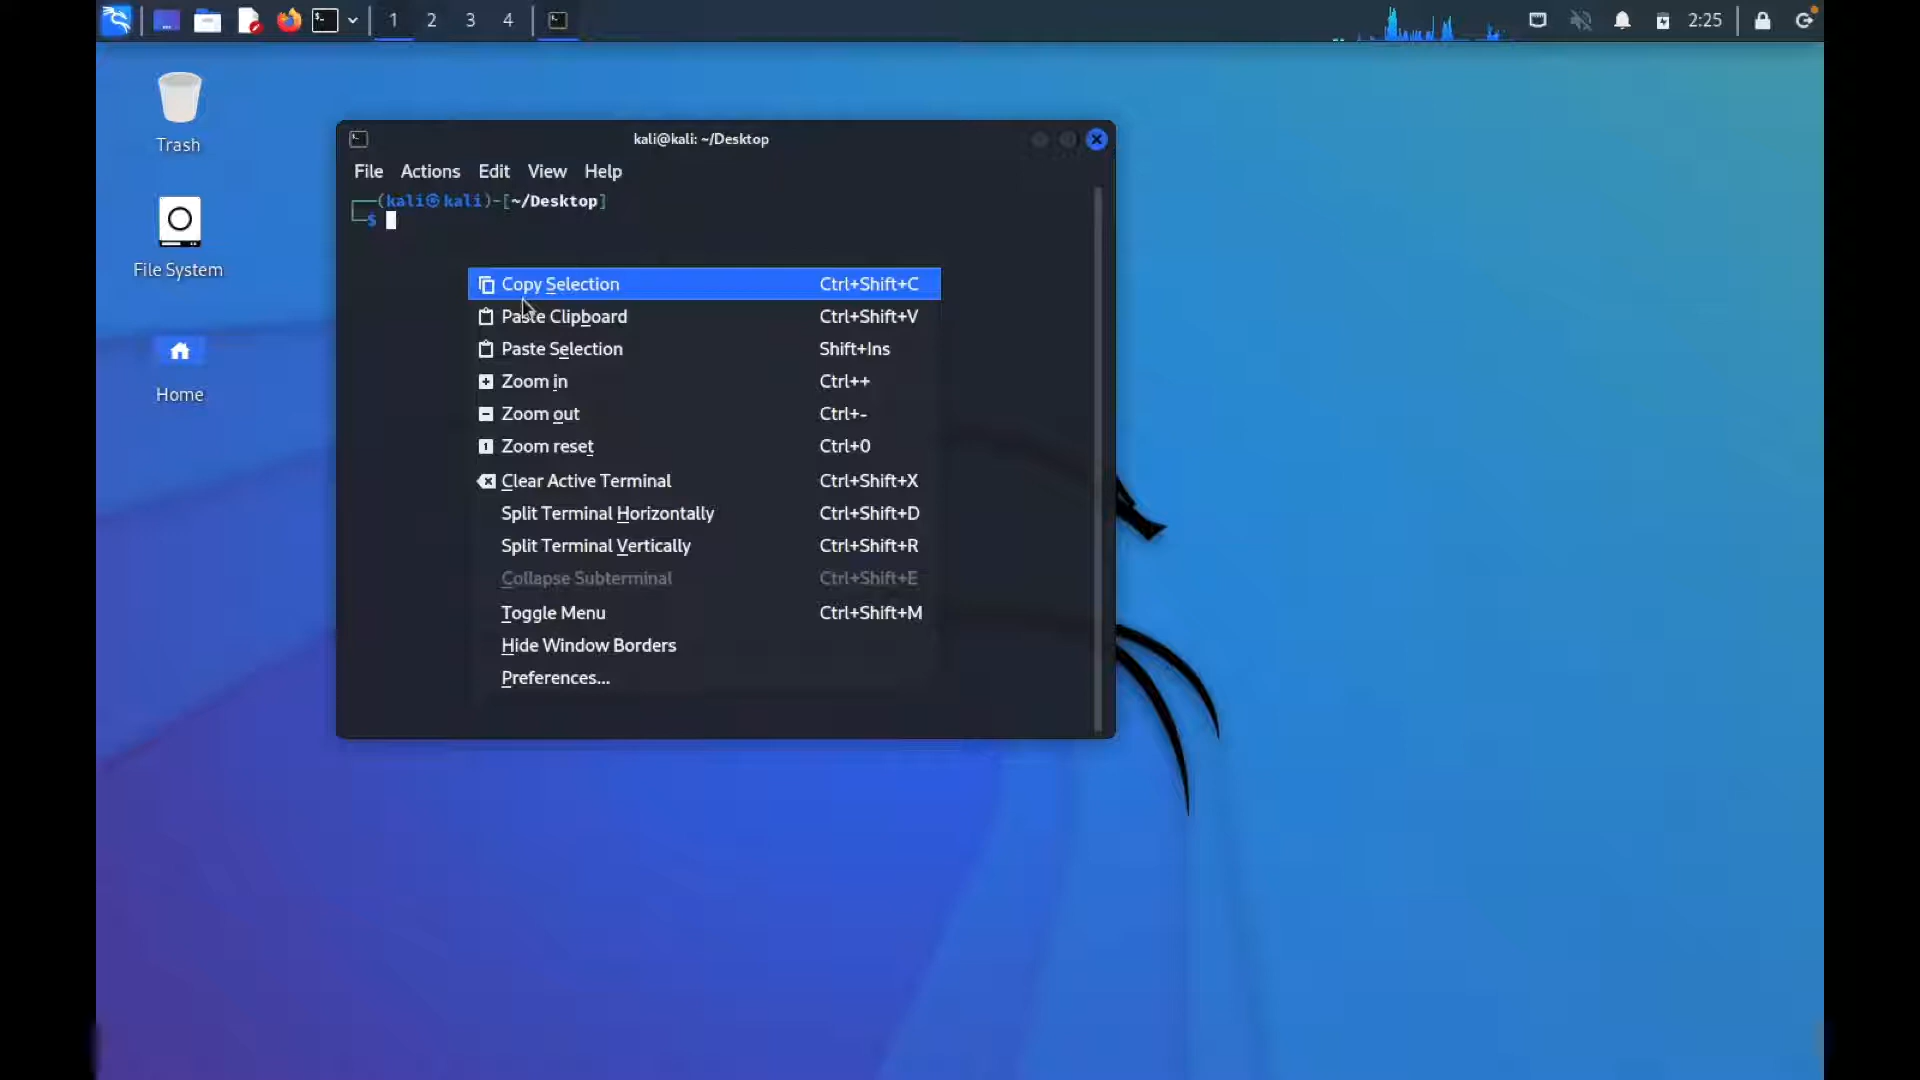 1 2 3 4 2:25
Trash
File System
Home
kali@kali: ~/Desktop
File Actions Edit View Help
(kali㉿kali)-[~/Desktop]
$
Copy Selection Ctrl+Shift+C
Paste Clipboard Ctrl+Shift+V
Paste Selection Shift+Ins
Zoom in Ctrl++
Zoom out Ctrl+-
Zoom reset Ctrl+0
Clear Active Terminal Ctrl+Shift+X
Split Terminal Horizontally Ctrl+Shift+D
Split Terminal Vertically Ctrl+Shift+R
Collapse Subterminal Ctrl+Shift+E
Toggle Menu Ctrl+Shift+M
Hide Window Borders
Preferences...